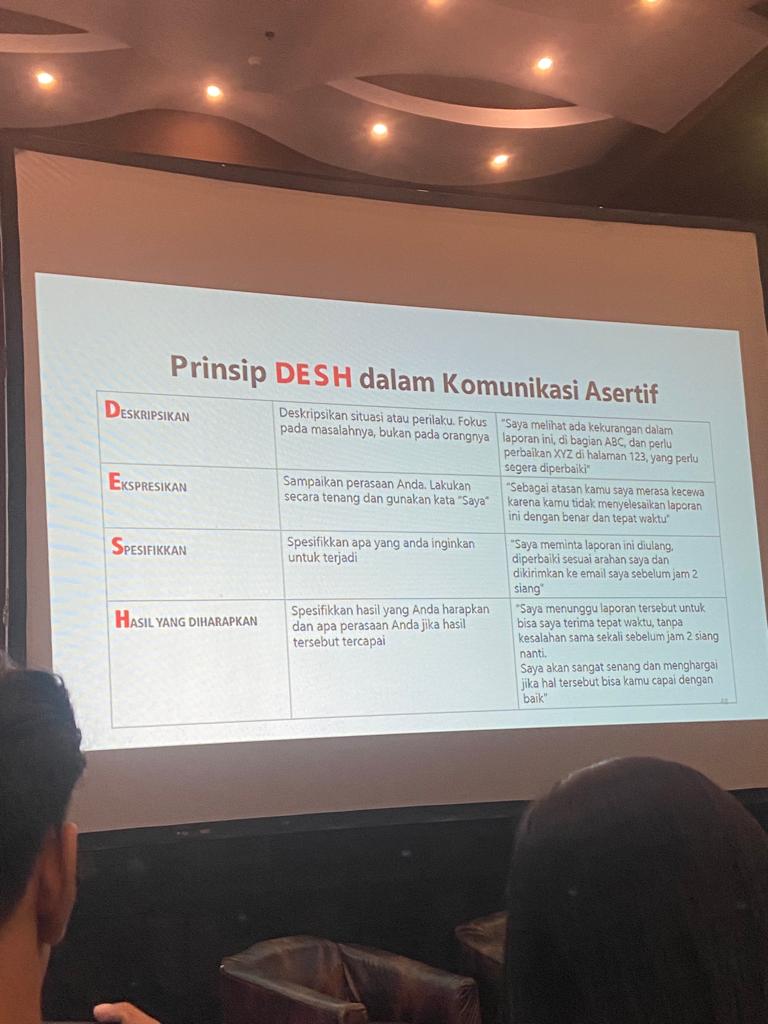 Prinsip DESH dalam Komunikasi Asertif
DESKRIPSIKAN
Deskripsikan situasi atau perilaku. Fokus
pada masalahnya, bukan pada orangnya
"Saya melihat ada kekurangan dalam
laporan ini, di bagian ABC, dan perlu
perbaikan XYZ di halaman 123, yang perlu
segera diperbaiki"
EKSPRESIKAN
Sampaikan perasaan Anda. Lakukan
secara tenang dan gunakan kata "Saya"
"Sebagai atasan kamu saya merasa kecewa
karena kamu tidak menyelesaikan laporan
ini dengan benar dan tepat waktu"
SPESIFIKKAN
Spesifikkan apa yang anda inginkan
untuk terjadi
"Saya meminta laporan ini diulang,
diperbaiki sesuai arahan saya dan
dikirimkan ke email saya sebelum jam 2
siang"
HASIL YANG DIHARAPKAN
Spesifikkan hasil yang Anda harapkan
dan apa perasaan Anda jika hasil
tersebut tercapai
"Saya menunggu laporan tersebut untuk
bisa saya terima tepat waktu, tanpa
kesalahan sama sekali sebelum jam 2 siang
nanti.
Saya akan sangat senang dan menghargai
jika hal tersebut bisa kamu capai dengan
baik"